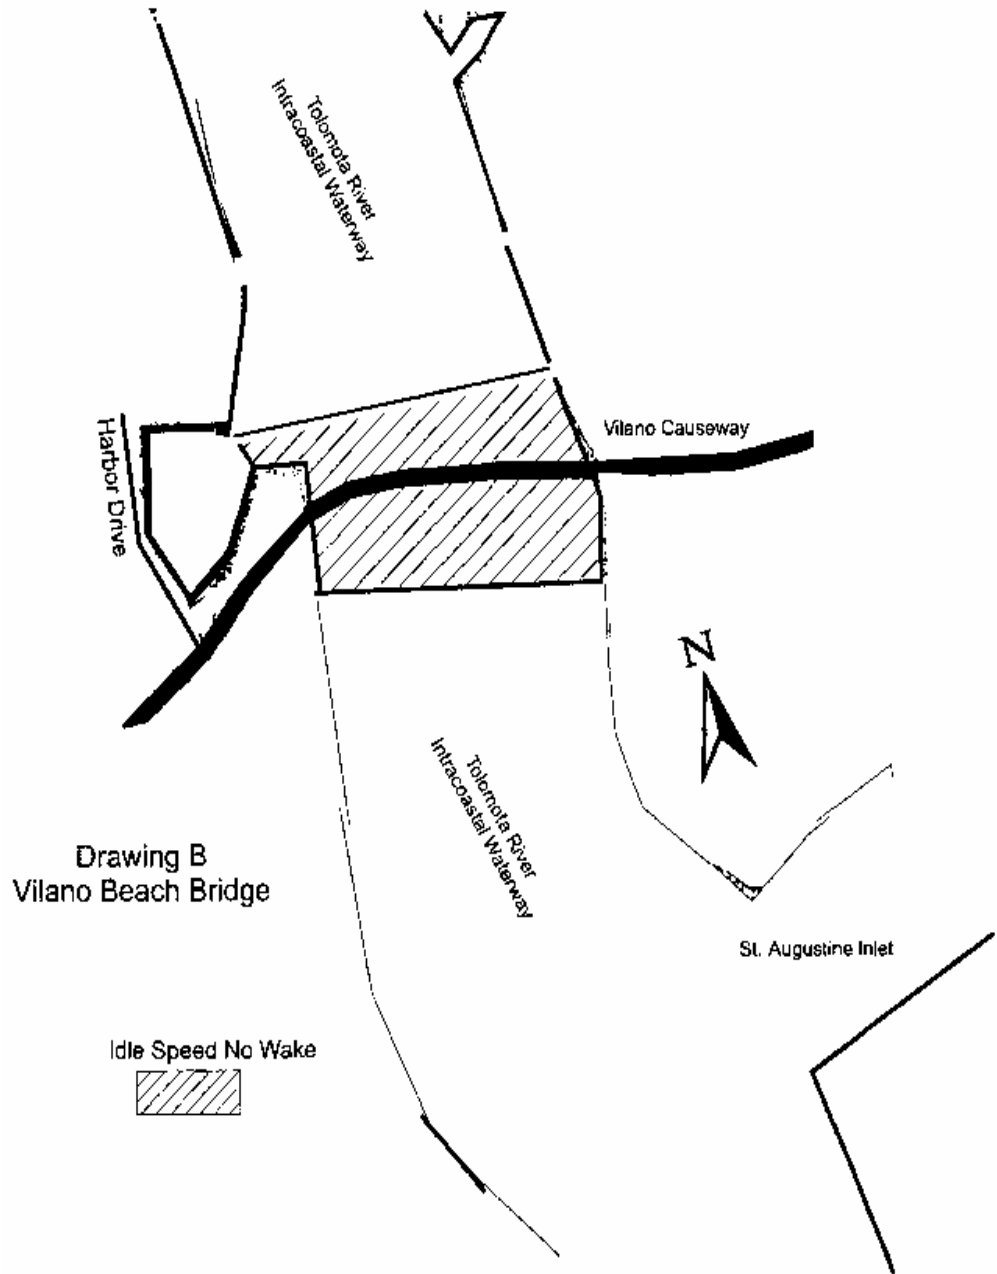 Tolomota River
Intracoastal Waterway
Vilano Causeway
Harbor Drive
N
Tolomota River
Intracoastal Waterway
Drawing B
Vilano Beach Bridge
St. Augustine Inlet
Idle Speed No Wake